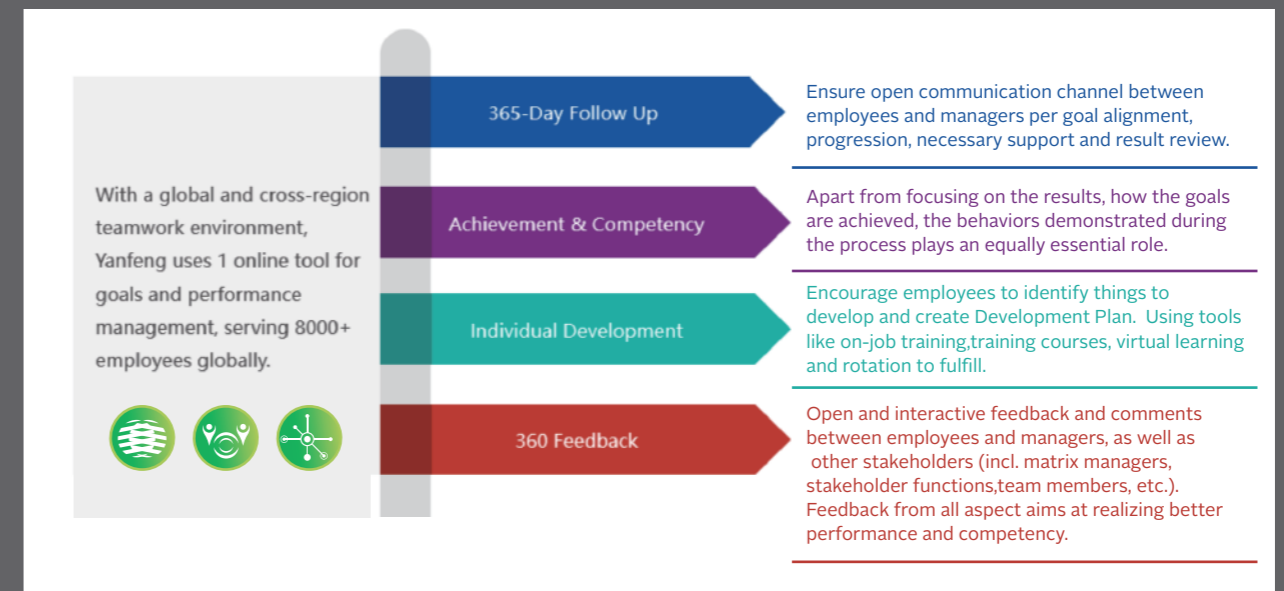 With a global and cross-region
teamwork environment,
Yanfeng uses 1 online tool for
goals and performance
management, serving 8000+
employees globally.
365-Day Follow Up
Ensure open communication channel between
employees and managers per goal alignment,
progression, necessary support and result review.
Achievement & Competency
Apart from focusing on the results, how the goals
are achieved, the behaviors demonstrated during
the process plays an equally essential role.
Individual Development
Encourage employees to identify things to
develop and create Development Plan.  Using tools
like on-job training,training courses, virtual learning
and rotation to fulfill.
360 Feedback
Open and interactive feedback and comments
between employees and managers, as well as
other stakeholders (incl. matrix managers,
stakeholder functions,team members, etc.).
Feedback from all aspect aims at realizing better
performance and competency.